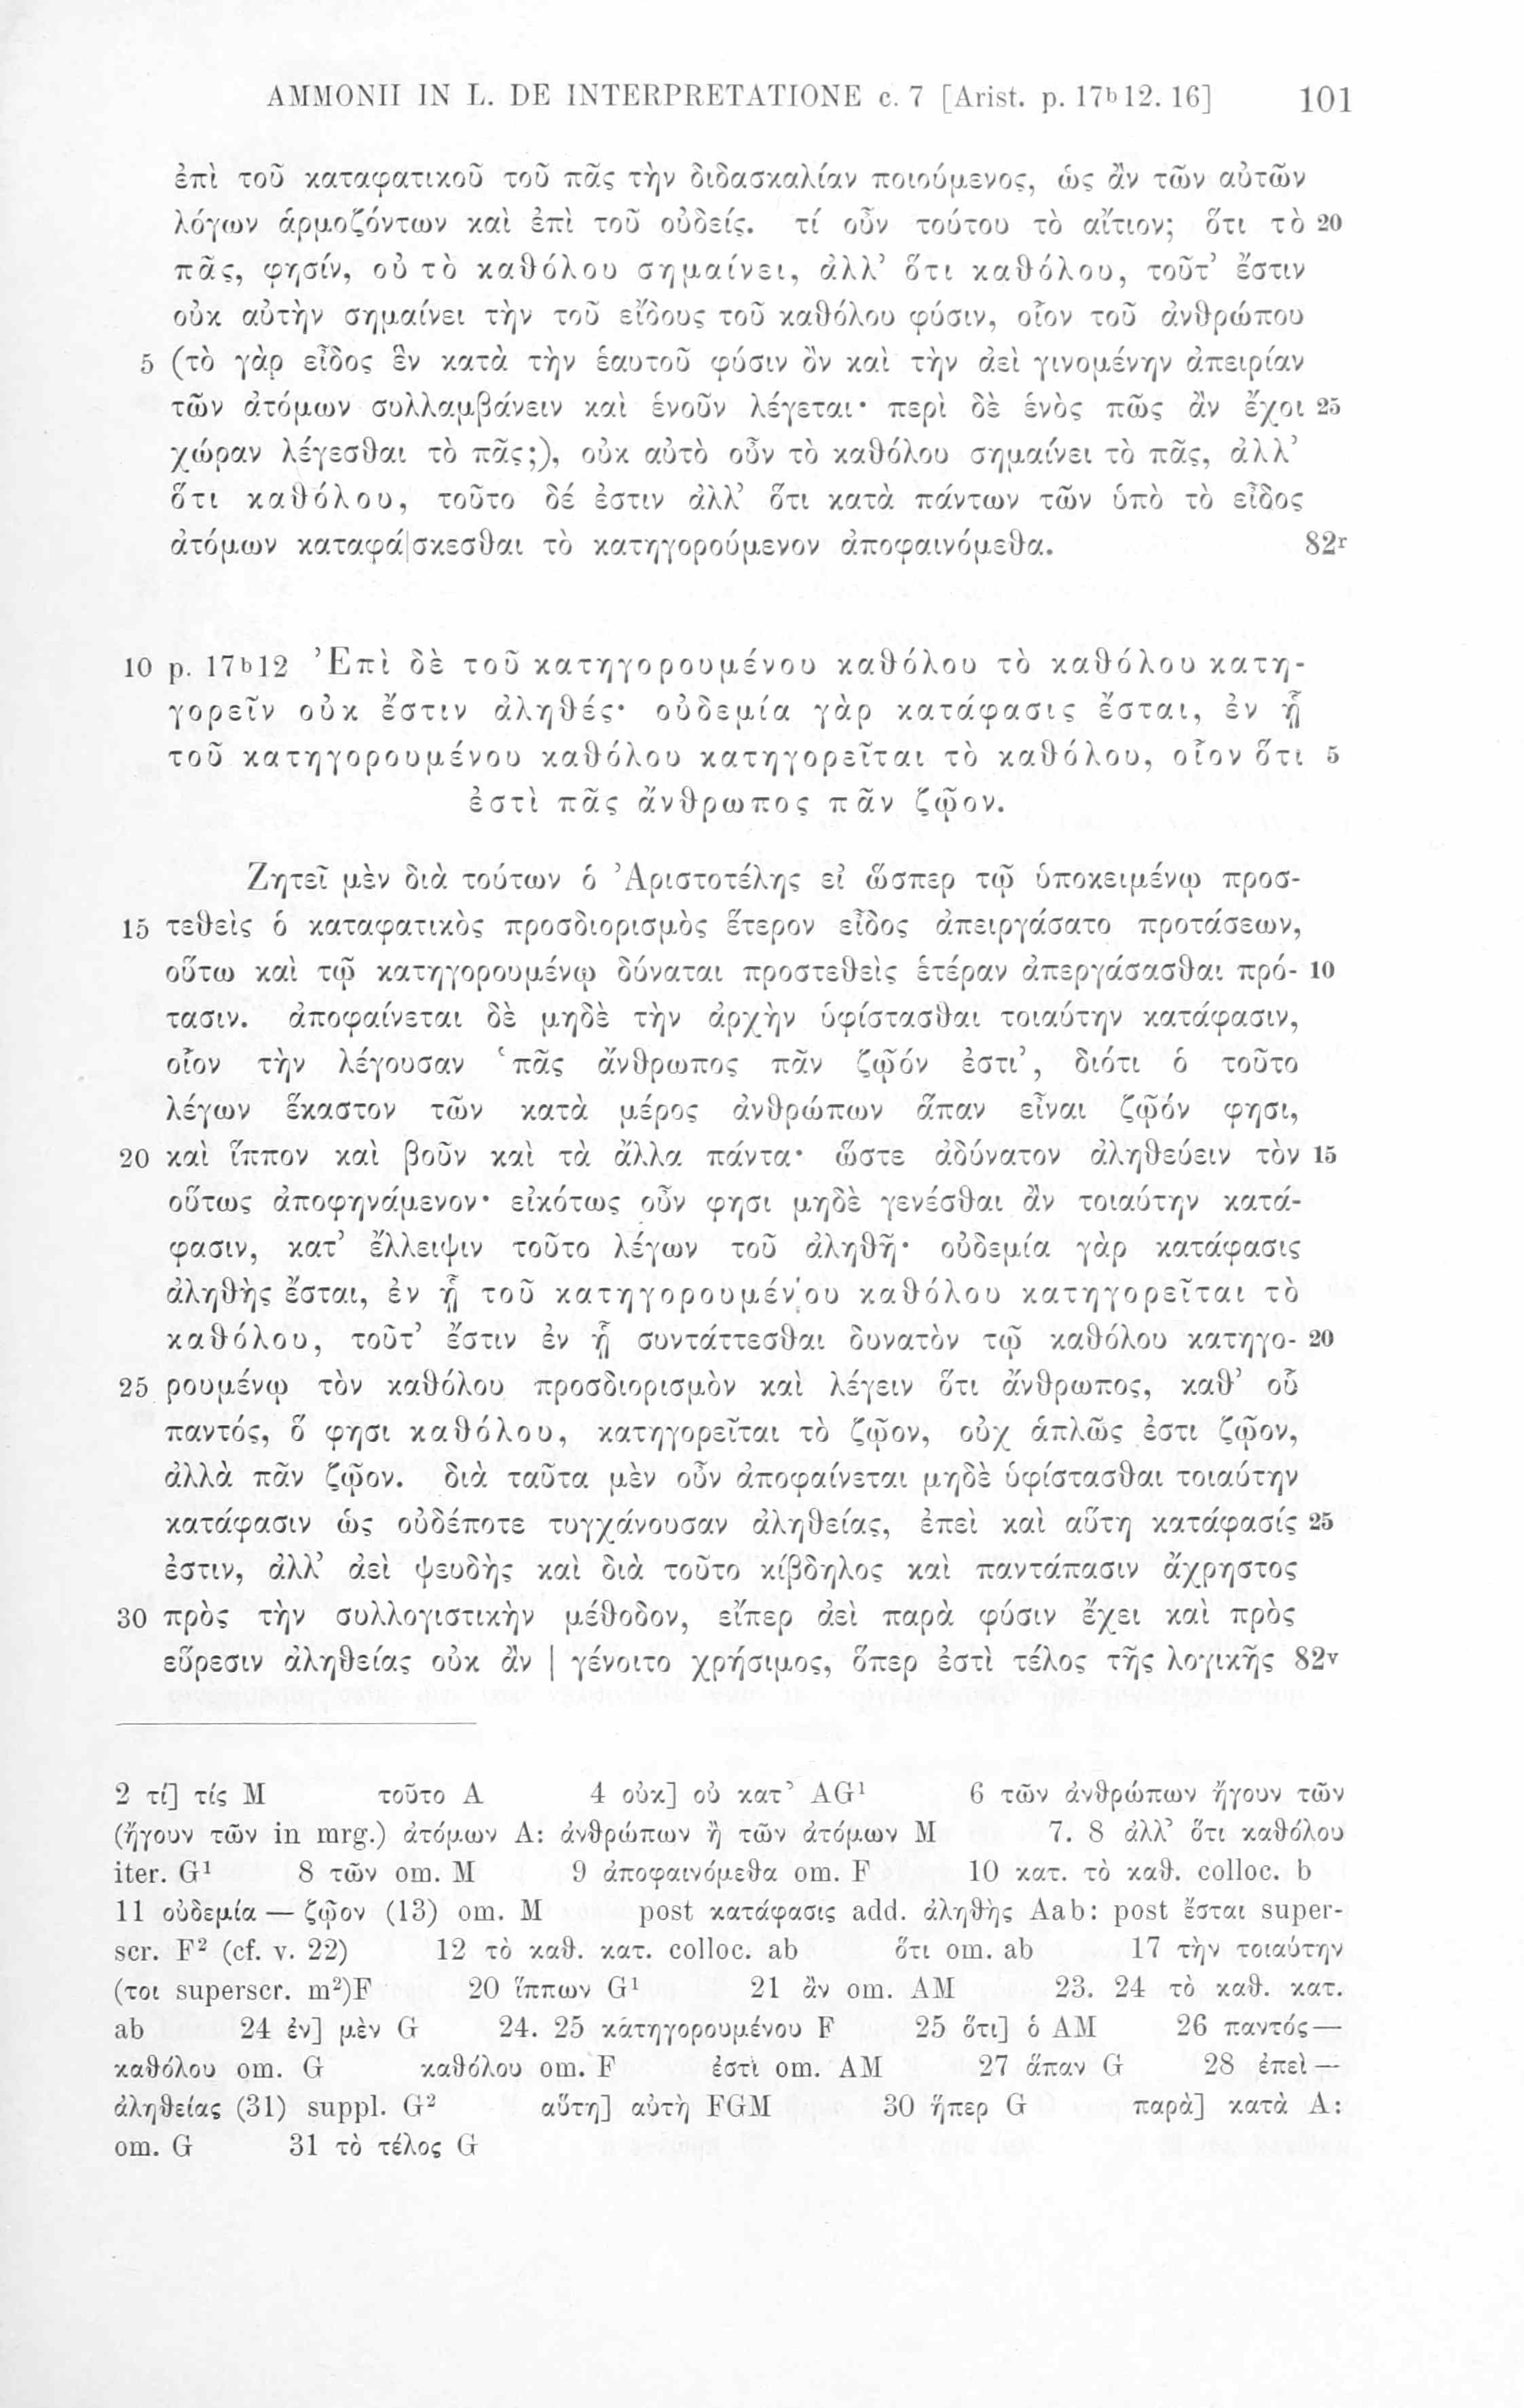 AMMONII IN L. DE INTERPRETATIONE c. 7 [Arist. p. 17ᵇ12. 16] 101
ἐπὶ τοῦ καταφατικοῦ τοῦ πᾶς τὴν διδασκαλίαν ποιούμενος, ὡς ἂν τῶν αὐτῶν
λόγων ἁρμοζόντων καὶ ἐπὶ τοῦ οὐδείς. τί οὖν τούτου τὸ αἴτιον; ὅτι τὸ 20
πᾶς, φησίν, οὐ τὸ καθόλου σημαίνει, ἀλλ’ ὅτι καθόλου, τοῦτ’ ἔστιν
οὐκ αὐτὴν σημαίνει τὴν τοῦ εἴδους τοῦ καθόλου φύσιν, οἷον τοῦ ἀνθρώπου
5 (τὸ γὰρ εἶδος ἓν κατὰ τὴν ἑαυτοῦ φύσιν ὂν καὶ τὴν ἀεὶ γινομένην ἀπειρίαν
τῶν ἀτόμων συλλαμβάνειν καὶ ἑνοῦν λέγεται· περὶ δὲ ἑνὸς πῶς ἂν ἔχοι 25
χώραν λέγεσθαι τὸ πᾶς;), οὐκ αὐτὸ οὖν τὸ καθόλου σημαίνει τὸ πᾶς, ἀλλ’
ὅτι καθόλου, τοῦτο δέ ἐστιν ἀλλ’ ὅτι κατὰ πάντων τῶν ὑπὸ τὸ εἶδος
ἀτόμων καταφά|σκεσθαι τὸ κατηγορούμενον ἀποφαινόμεθα. 82ʳ
10 p. 17ᵇ12 Ἐπὶ δὲ τοῦ κατηγορουμένου καθόλου τὸ καθόλου κατη-
γορεῖν οὐκ ἔστιν ἀληθές· οὐδεμία γὰρ κατάφασις ἔσται, ἐν ᾗ
τοῦ κατηγορουμένου καθόλου κατηγορεῖται τὸ καθόλου, οἷον ὅτι 5
ἐστὶ πᾶς ἄνθρωπος πᾶν ζῷον.
Ζητεῖ μὲν διὰ τούτων ὁ Ἀριστοτέλης εἰ ὥσπερ τῷ ὑποκειμένῳ προσ-
15 τεθεὶς ὁ καταφατικὸς προσδιορισμὸς ἕτερον εἶδος ἀπειργάσατο προτάσεων,
οὕτω καὶ τῷ κατηγορουμένῳ δύναται προστεθεὶς ἑτέραν ἀπεργάσασθαι πρό- 10
τασιν. ἀποφαίνεται δὲ μηδὲ τὴν ἀρχὴν ὑφίστασθαι τοιαύτην κατάφασιν,
οἷον τὴν λέγουσαν ‘πᾶς ἄνθρωπος πᾶν ζῷόν ἐστι’, διότι ὁ τοῦτο
λέγων ἕκαστον τῶν κατὰ μέρος ἀνθρώπων ἅπαν εἶναι ζῷόν φησι,
20 καὶ ἵππον καὶ βοῦν καὶ τὰ ἄλλα πάντα· ὥστε ἀδύνατον ἀληθεύειν τὸν 15
οὕτως ἀποφηνάμενον· εἰκότως οὖν φησι μηδὲ γενέσθαι ἂν τοιαύτην κατά-
φασιν, κατ’ ἔλλειψιν τοῦτο λέγων τοῦ ἀληθῆ· οὐδεμία γὰρ κατάφασις
ἀληθὴς ἔσται, ἐν ᾗ τοῦ κατηγορουμένου καθόλου κατηγορεῖται τὸ
καθόλου, τοῦτ’ ἔστιν ἐν ᾗ συντάττεσθαι δυνατὸν τῷ καθόλου κατηγο- 20
25 ρουμένῳ τὸν καθόλου προσδιορισμὸν καὶ λέγειν ὅτι ἄνθρωπος, καθ’ οὗ
παντός, ὅ φησι καθόλου, κατηγορεῖται τὸ ζῷον, οὐχ ἁπλῶς ἐστι ζῷον,
ἀλλὰ πᾶν ζῷον. διὰ ταῦτα μὲν οὖν ἀποφαίνεται μηδὲ ὑφίστασθαι τοιαύτην
κατάφασιν ὡς οὐδέποτε τυγχάνουσαν ἀληθείας, ἐπεὶ καὶ αὕτη κατάφασίς 25
ἐστιν, ἀλλ’ ἀεὶ ψευδὴς καὶ διὰ τοῦτο κίβδηλος καὶ παντάπασιν ἄχρηστος
30 πρὸς τὴν συλλογιστικὴν μέθοδον, εἴπερ ἀεὶ παρὰ φύσιν ἔχει καὶ πρὸς
εὕρεσιν ἀληθείας οὐκ ἂν | γένοιτο χρήσιμος, ὅπερ ἐστὶ τέλος τῆς λογικῆς 82ᵛ
2 τί] τίς M τοῦτο A 4 οὐκ] οὐ κατ’ AG¹ 6 τῶν ἀνθρώπων ἤγουν τῶν
(ἤγουν τῶν in mrg.) ἀτόμων A: ἀνθρώπων ἢ τῶν ἀτόμων M 7. 8 ἀλλ’ ὅτι καθόλου
iter. G¹ 8 τῶν om. M 9 ἀποφαινόμεθα om. F 10 κατ. τὸ καθ. colloc. b
11 οὐδεμία — ζῷον (13) om. M post κατάφασις add. ἀληθὴς Aab: post ἔσται super-
scr. F² (cf. v. 22) 12 τὸ καθ. κατ. colloc. ab ὅτι om. ab 17 τὴν τοιαύτην
(τοι superscr. m²)F 20 ἵππων G¹ 21 ἂν om. AM 23. 24 τὸ καθ. κατ.
ab 24 ἐν] μὲν G 24. 25 κατηγορουμένου F 25 ὅτι] ὁ AM 26 παντός —
καθόλου om. G καθόλου om. F ἐστὶ om. AM 27 ἅπαν G 28 ἐπεὶ —
ἀληθείας (31) suppl. G² αὕτη] αὐτὴ FGM 30 ἥπερ G παρὰ] κατὰ A:
om. G 31 τὸ τέλος G